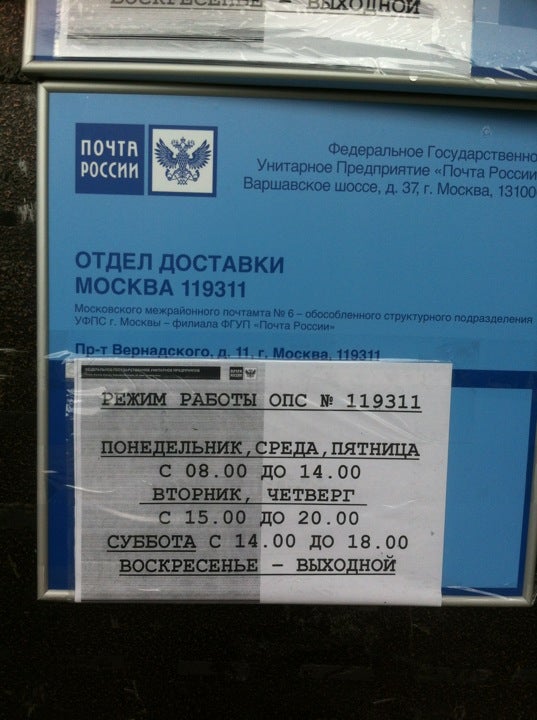 ВОСКРЕСЕНЬЕ – ВЫХОДНОЙ
ПОЧТА
РОССИИ
Федеральное Государственно
Унитарное Предприятие «Почта России
Варшавское шоссе, д. 37, г. Москва, 13100
ОТДЕЛ ДОСТАВКИ
МОСКВА 119311
Московского межрайонного почтамта № 6 – обособленного структурного подразделения
УФПС г. Москвы – филиала ФГУП «Почта России»
Пр-т Вернадского, д. 11, г. Москва, 119311
РЕЖИМ РАБОТЫ ОПС № 119311
ПОНЕДЕЛЬНИК,СРЕДА,ПЯТНИЦА
С 08.00 ДО 14.00
ВТОРНИК, ЧЕТВЕРГ
С 15.00 ДО 20.00
СУББОТА С 14.00 ДО 18.00
ВОСКРЕСЕНЬЕ – ВЫХОДНОЙ